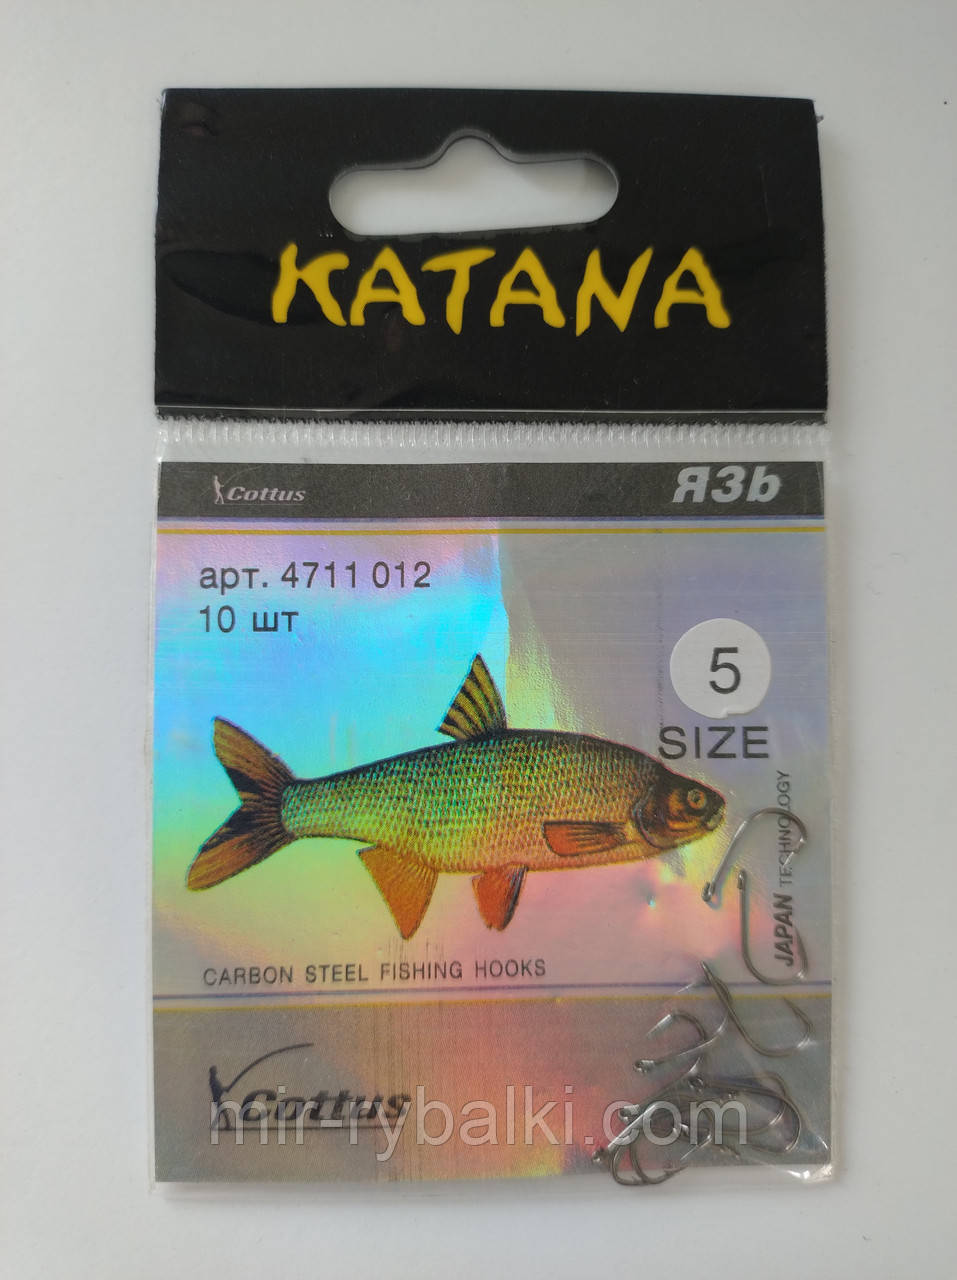 KATANA
Cottus
ЯЗЬ
арт. 4711 012
10 шт
5
SIZE
JAPAN TECHNOLOGY
CARBON STEEL FISHING HOOKS
Cottus
mir-rybalki.com